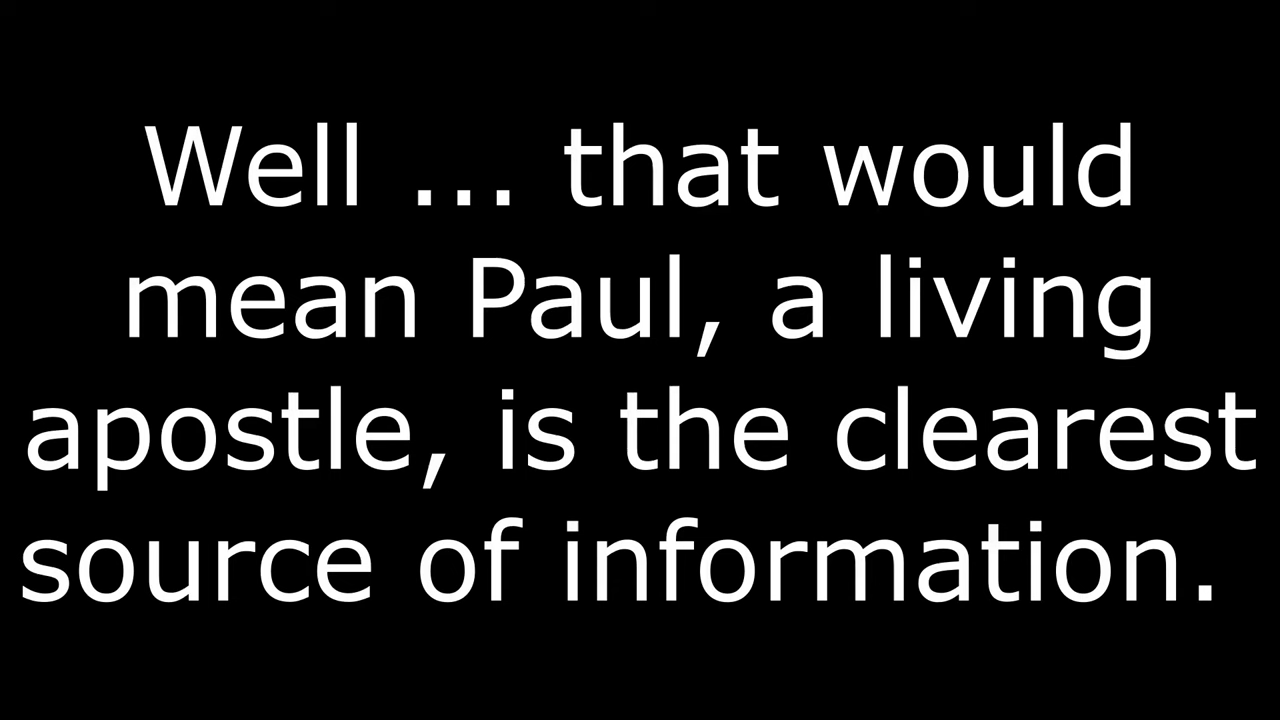 Well ... that would
mean Paul, a living
apostle, is the clearest
source of information.